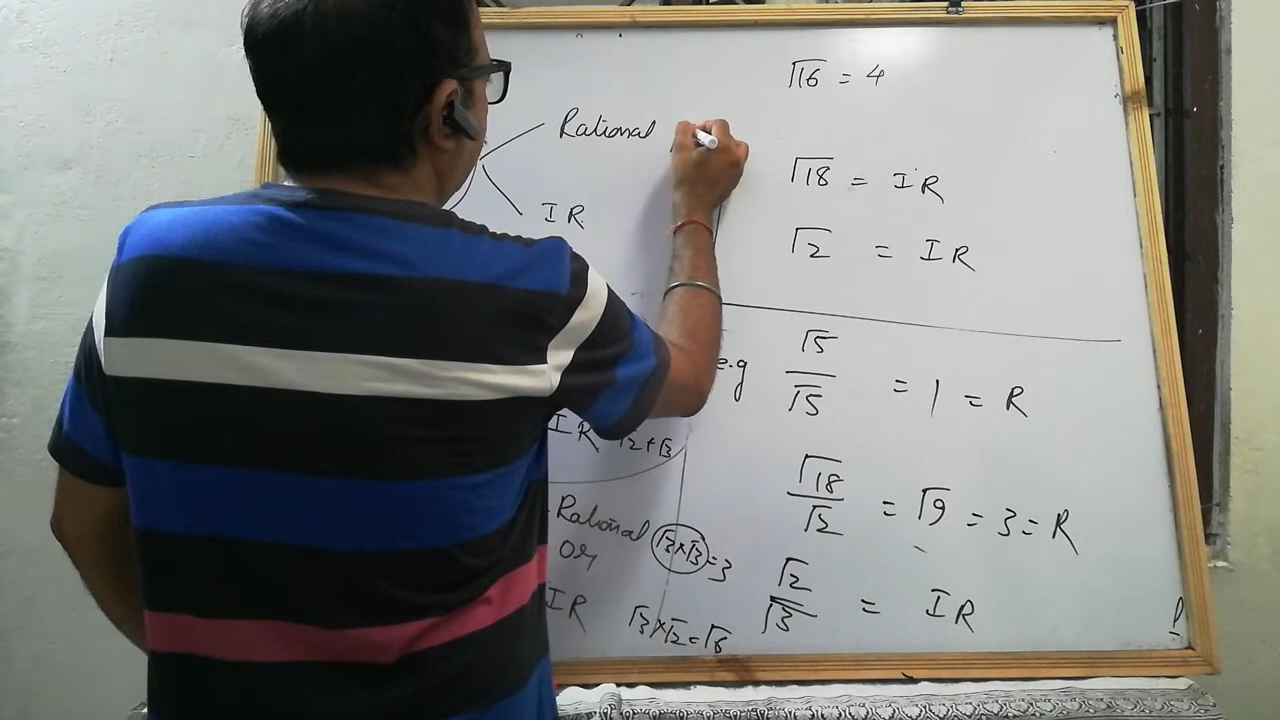 √16 = 4
Rational
√18 = IR
IR
√2 = IR
e.g √5/√5 = 1 = R
IR √2+√3
√18/√2 = √9 = 3 = R
Rational
or
√3×√3 = 3
√2/√3 = IR
IR
√3×√2=√6